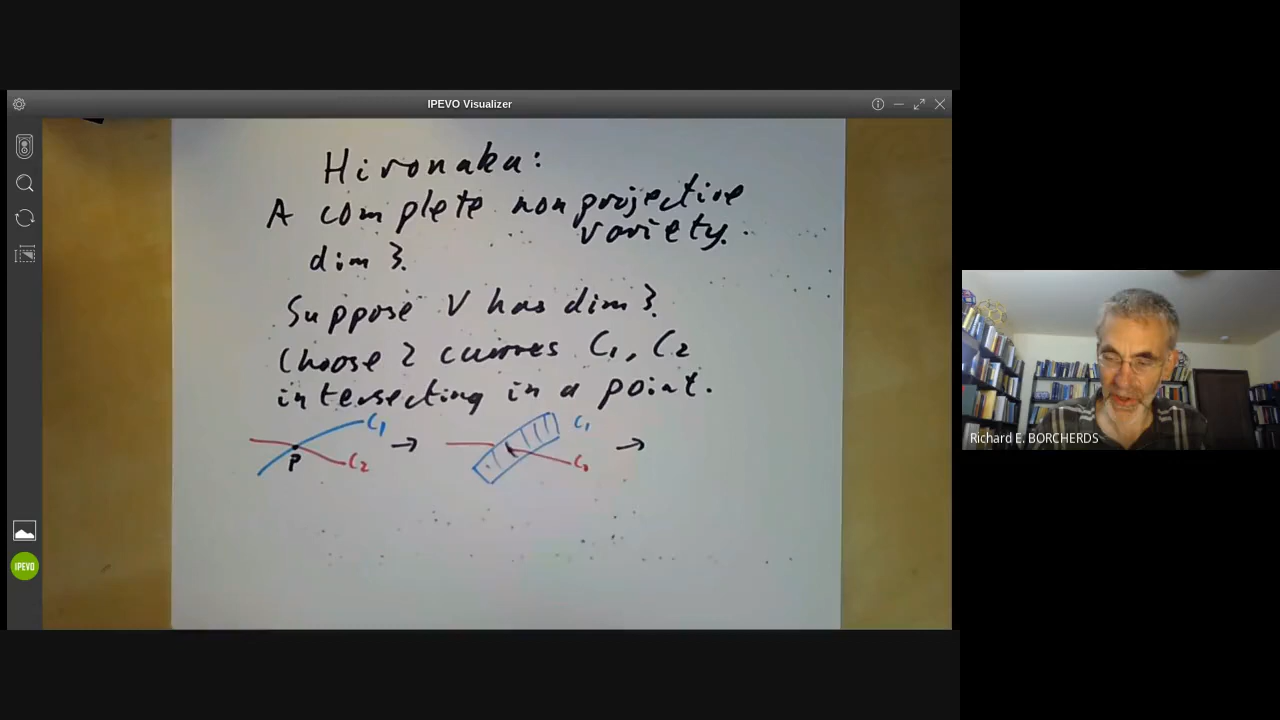 IPEVO Visualizer
Hironaka:
A complete nonprojective
variety.
dim 3.
Suppose V has dim 3.
Choose 2 curves C1, C2
intersecting in a point.
C1 → C1 →
P C2 C2
IPEVO
Richard E. BORCHERDS